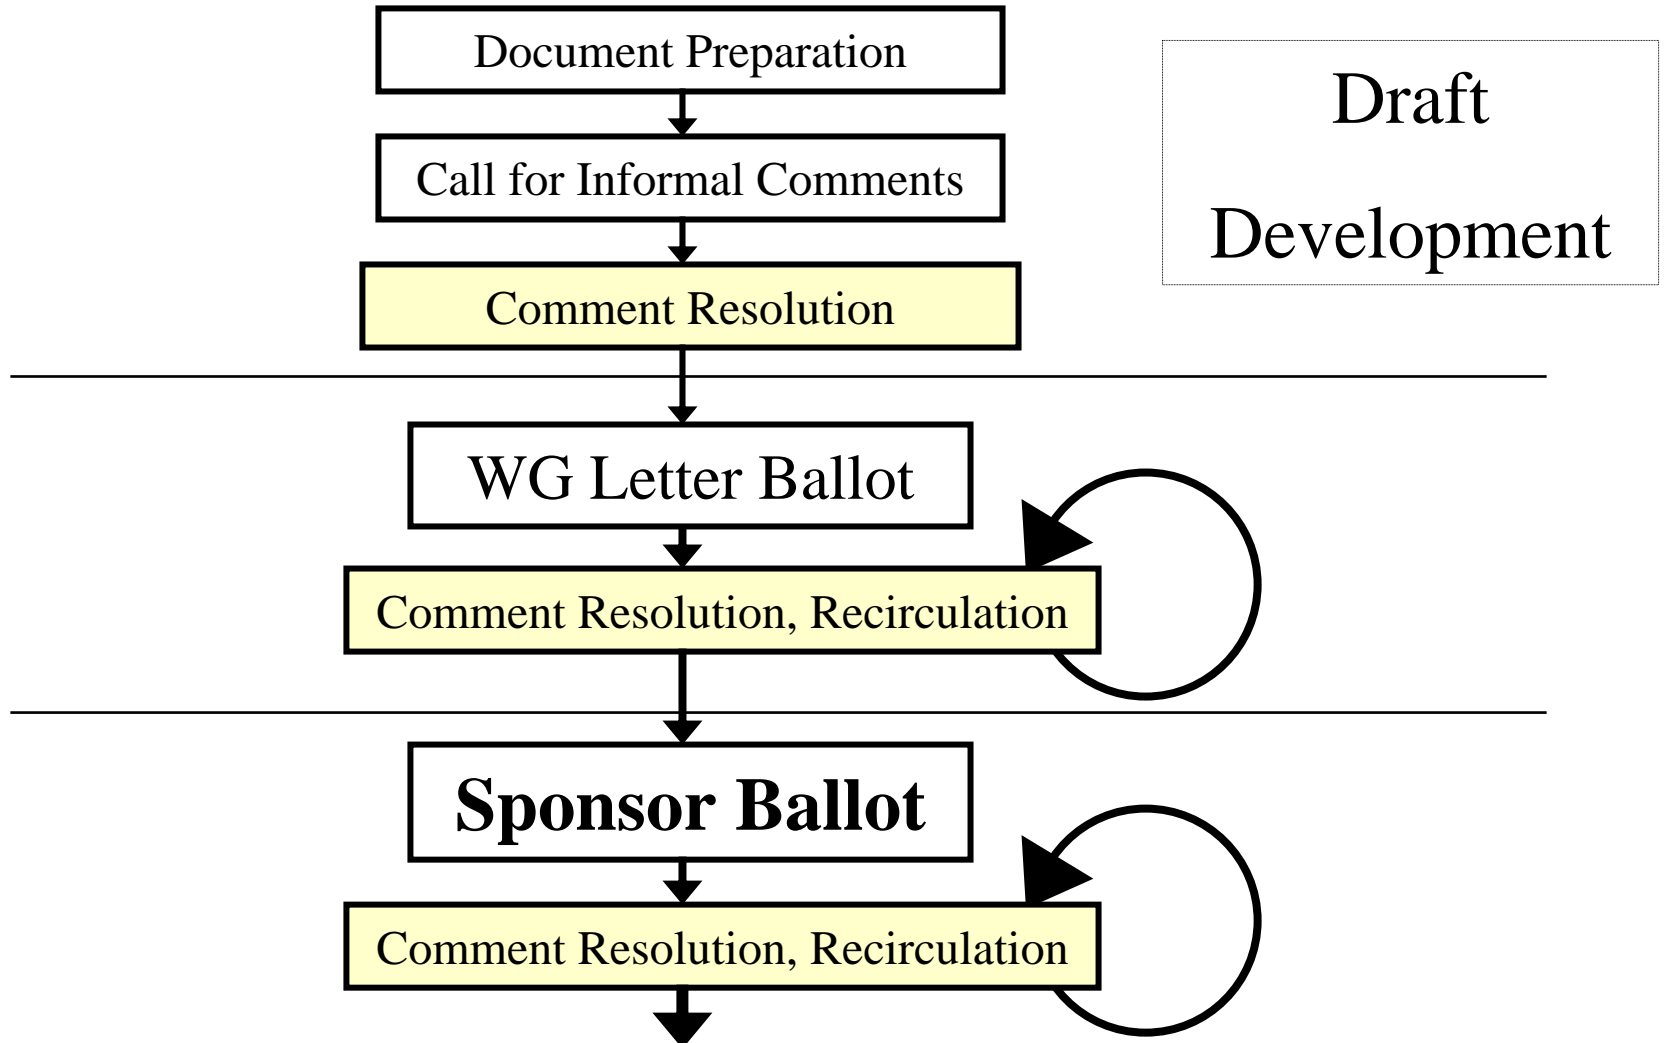 Document Preparation
Draft
Development
Call for Informal Comments
Comment Resolution
WG Letter Ballot
Comment Resolution, Recirculation
Sponsor Ballot
Comment Resolution, Recirculation